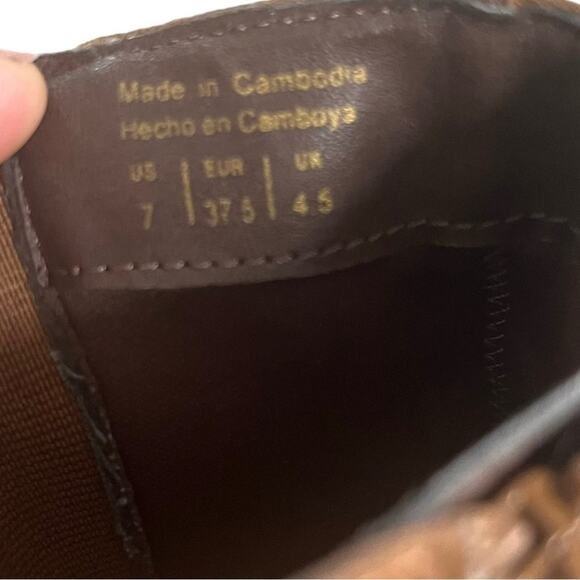 Made in Cambodia
Hecho en Camboya
US | EUR | UK
7 | 37.5 | 4.5